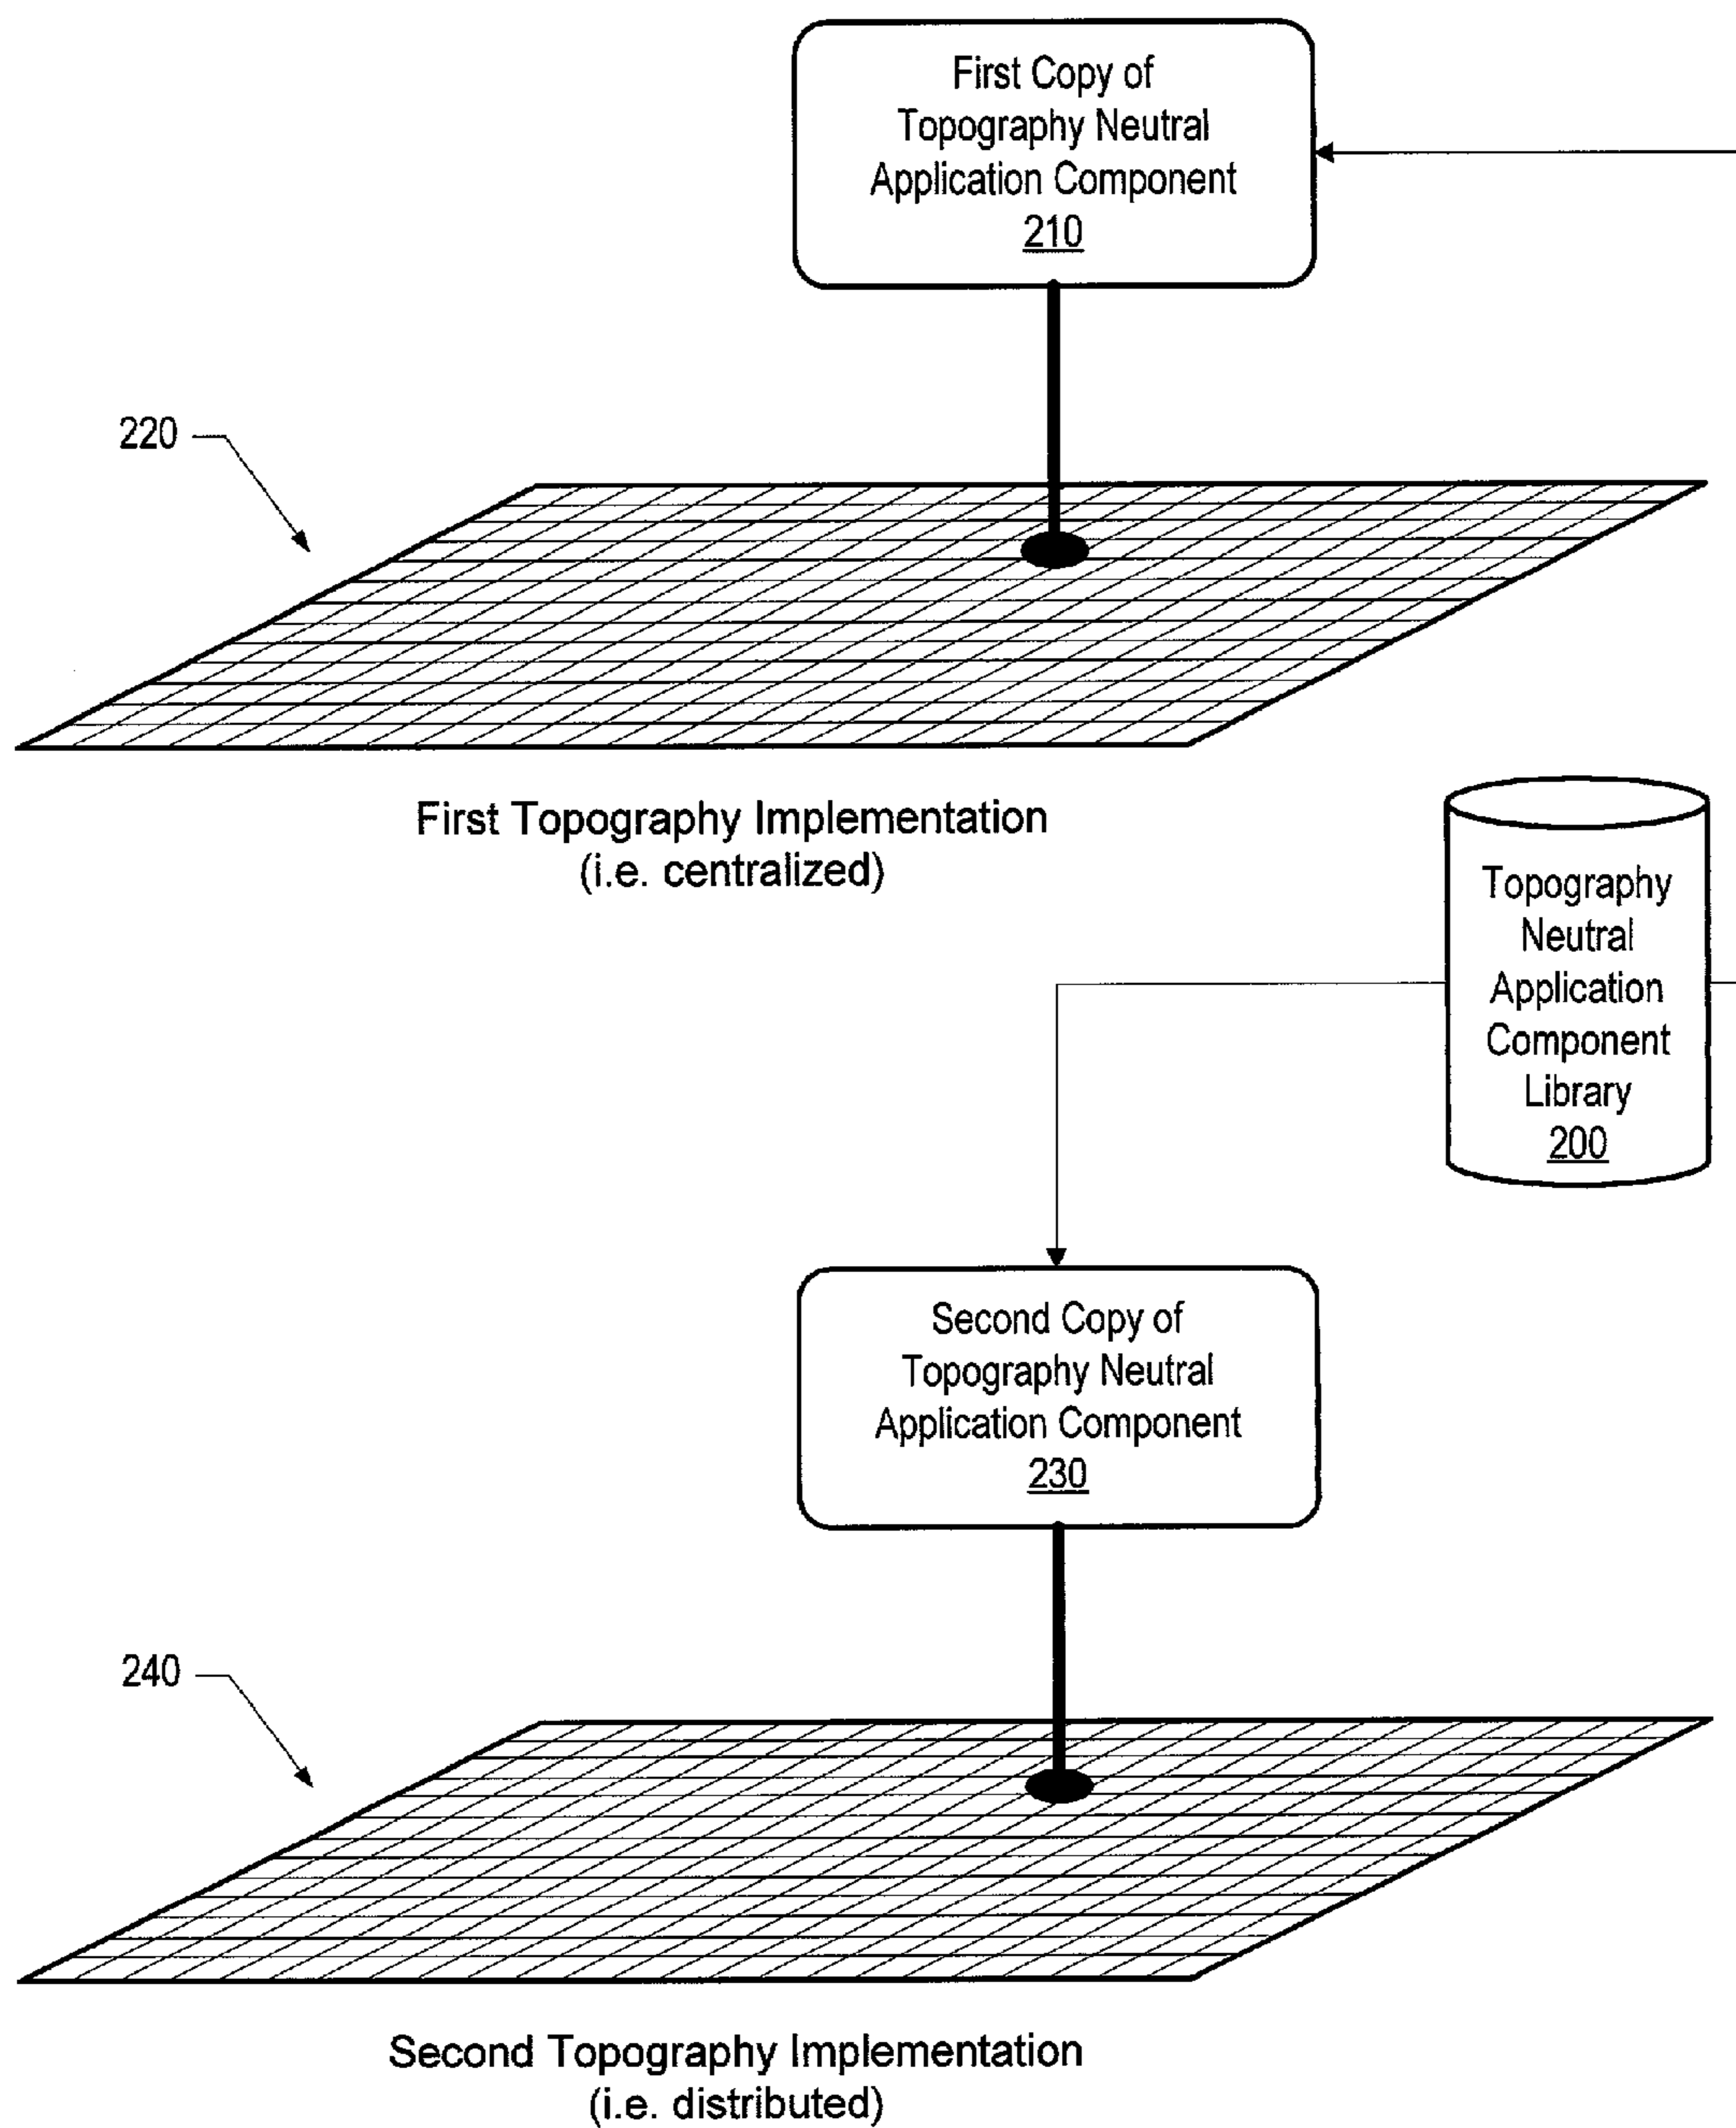 First Copy of
Topography Neutral
Application Component
210
220
First Topography Implementation
(i.e. centralized)
Topography
Neutral
Application
Component
Library
200
Second Copy of
Topography Neutral
Application Component
230
240
Second Topography Implementation
(i.e. distributed)